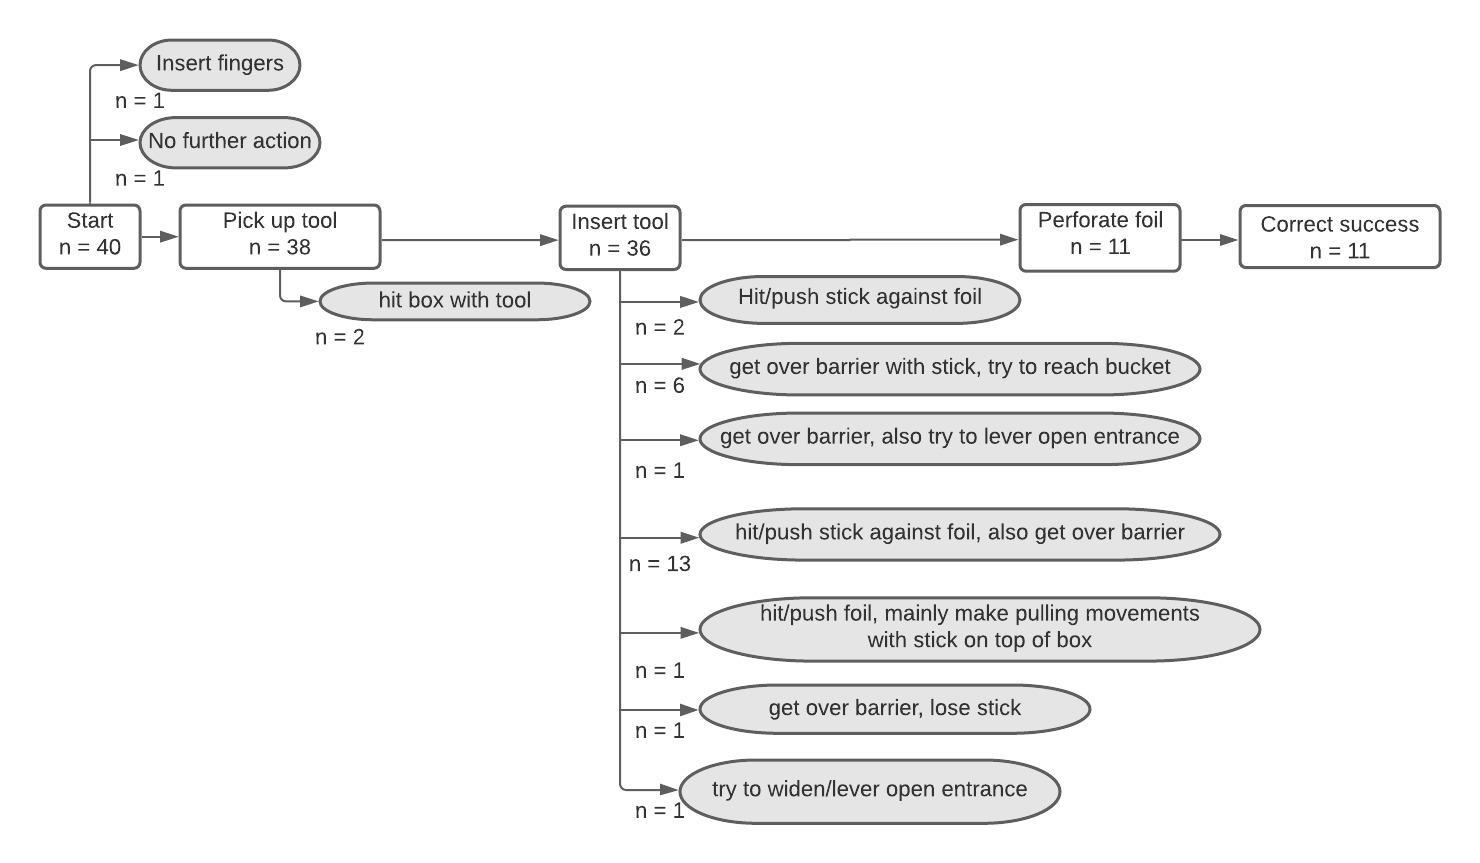 Insert fingers
n = 1
No further action
n = 1
Start
n = 40
Pick up tool
n = 38
Insert tool
n = 36
Perforate foil
n = 11
Correct success
n = 11
hit box with tool
n = 2
Hit/push stick against foil
n = 2
get over barrier with stick, try to reach bucket
n = 6
get over barrier, also try to lever open entrance
n = 1
hit/push stick against foil, also get over barrier
n = 13
hit/push foil, mainly make pulling movements
with stick on top of box
n = 1
get over barrier, lose stick
n = 1
try to widen/lever open entrance
n = 1